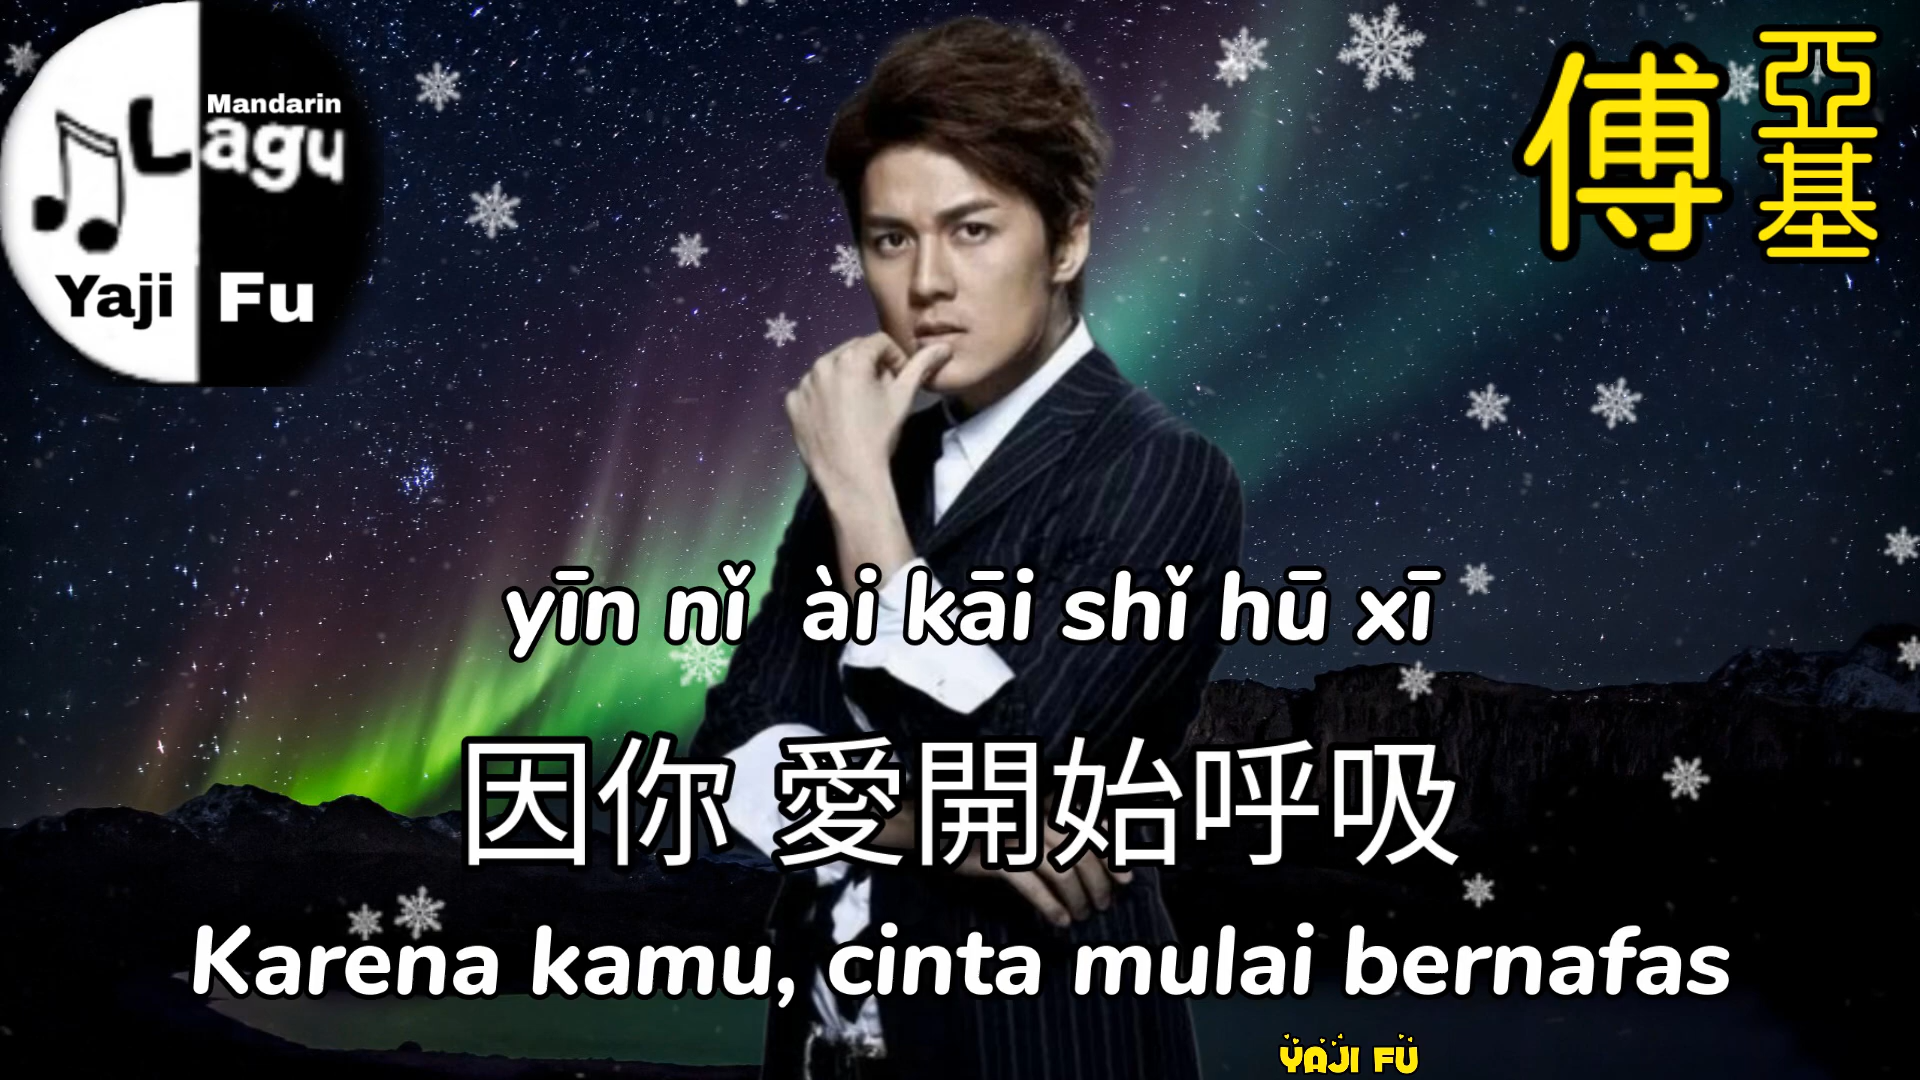 Mandarin
Lagu
Yaji Fu
傅亞基
yīn nǐ ài kāi shǐ hū xī
因你 愛開始呼吸
Karena kamu, cinta mulai bernafas
YAJI FU